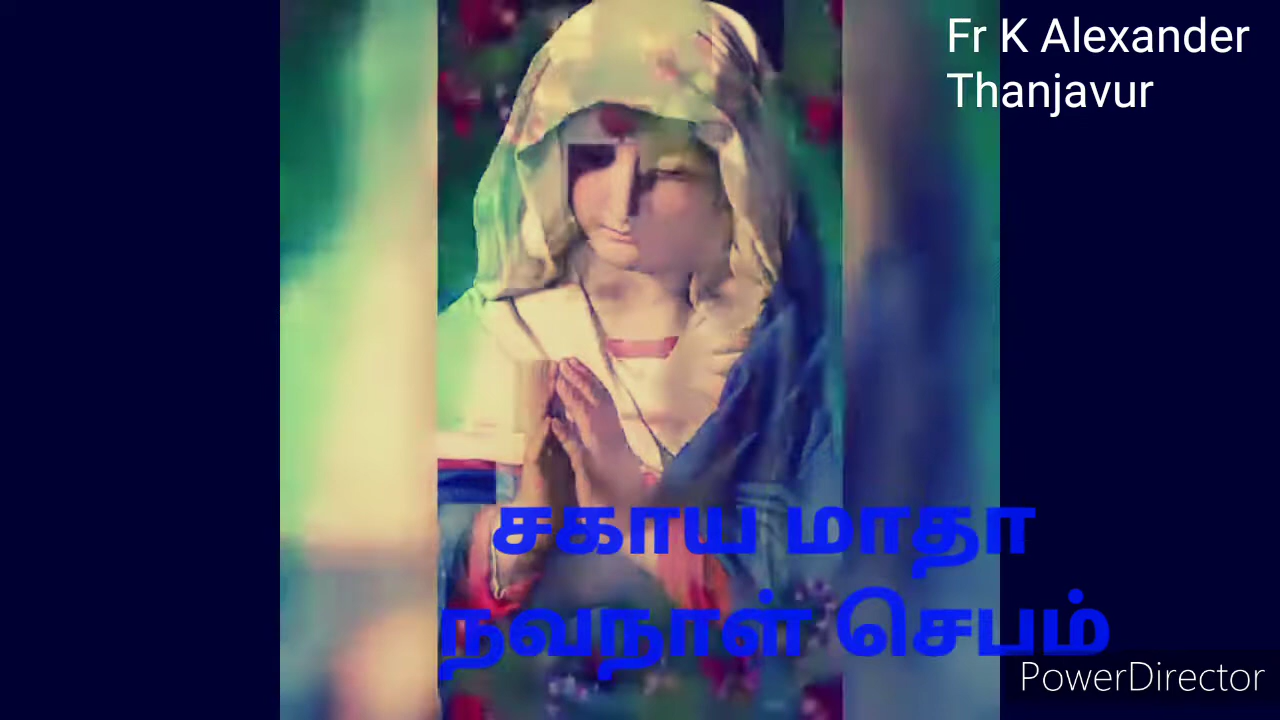 Fr K Alexander
Thanjavur
சகாய மாதா
நவநாள் செபம்
PowerDirector